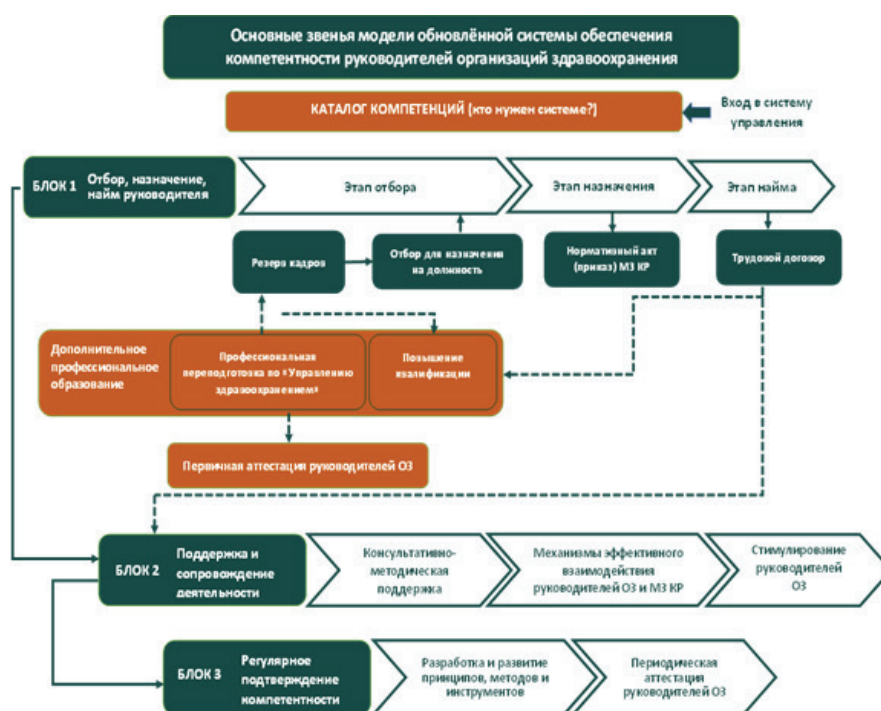 Основные звенья модели обновлённой системы обеспечения
компетентности руководителей организаций здравоохранения
КАТАЛОГ КОМПЕТЕНЦИЙ (кто нужен системе?)
Вход в систему
управления
БЛОК 1
Отбор, назначение,
найм руководителя
Этап отбора
Этап назначения
Этап найма
Резерв кадров
Отбор для назначения
на должность
Нормативный акт
(приказ) МЗ КР
Трудовой договор
Дополнительное
профессиональное
образование
Профессиональная
переподготовка по «Управлению
здравоохранением»
Повышение
квалификации
Первичная аттестация руководителей ОЗ
БЛОК 2
Поддержка и
сопровождение
деятельности
Консультативно-
методическая
поддержка
Механизмы эффективного
взаимодействия
руководителей ОЗ и МЗ КР
Стимулирование
руководителей
ОЗ
БЛОК 3
Регулярное
подтверждение
компетентности
Разработка и развитие
принципов, методов и
инструментов
Периодическая
аттестация
руководителей ОЗ